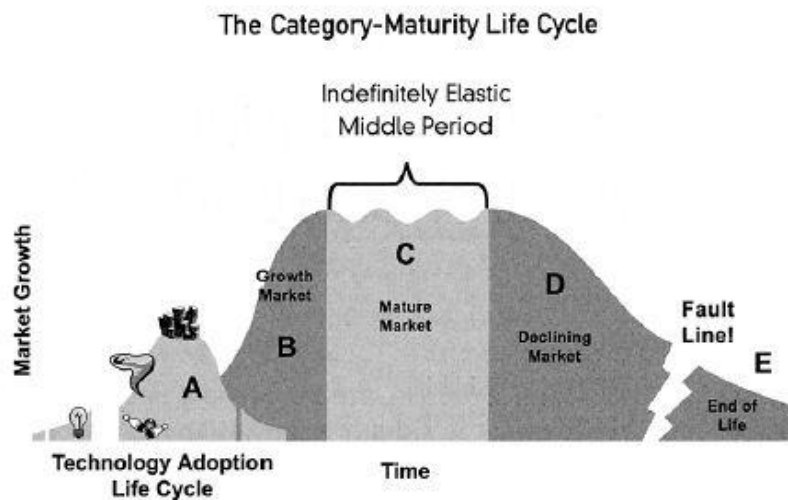 The Category-Maturity Life Cycle
Indefinitely Elastic
Middle Period
Market Growth
Growth
Market
A
B
C
Mature
Market
D
Declining
Market
Fault
Line!
E
End of
Life
Technology Adoption
Life Cycle
Time